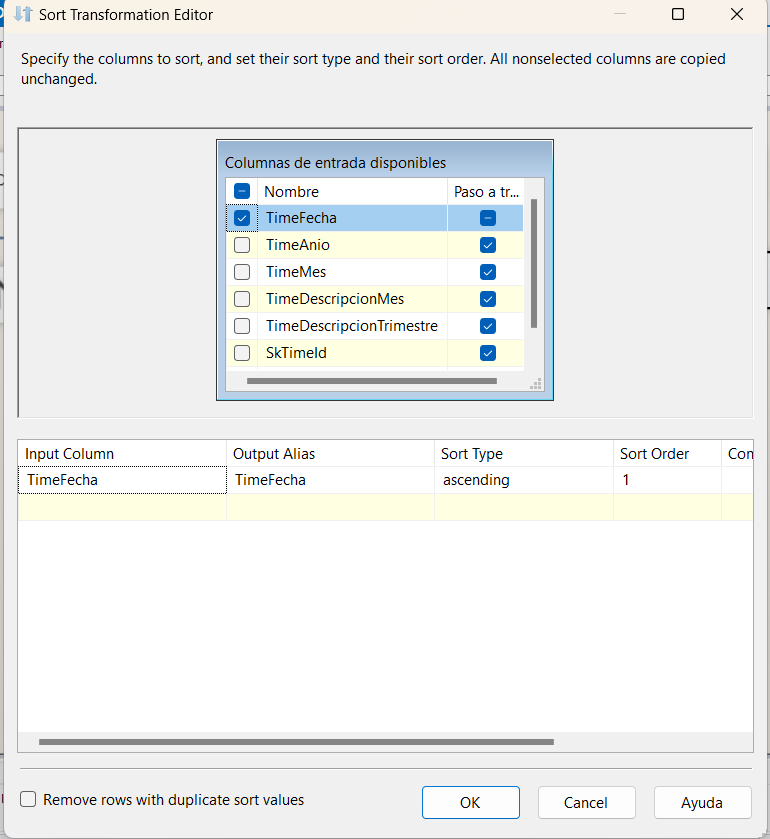 Sort Transformation Editor
Specify the columns to sort, and set their sort type and their sort order. All nonselected columns are copied
unchanged.
Columnas de entrada disponibles
Nombre Paso a tr...
TimeFecha
TimeAnio
TimeMes
TimeDescripcionMes
TimeDescripcionTrimestre
SkTimeId
Input Column Output Alias Sort Type Sort Order Con
TimeFecha TimeFecha ascending 1
Remove rows with duplicate sort values
OK Cancel Ayuda